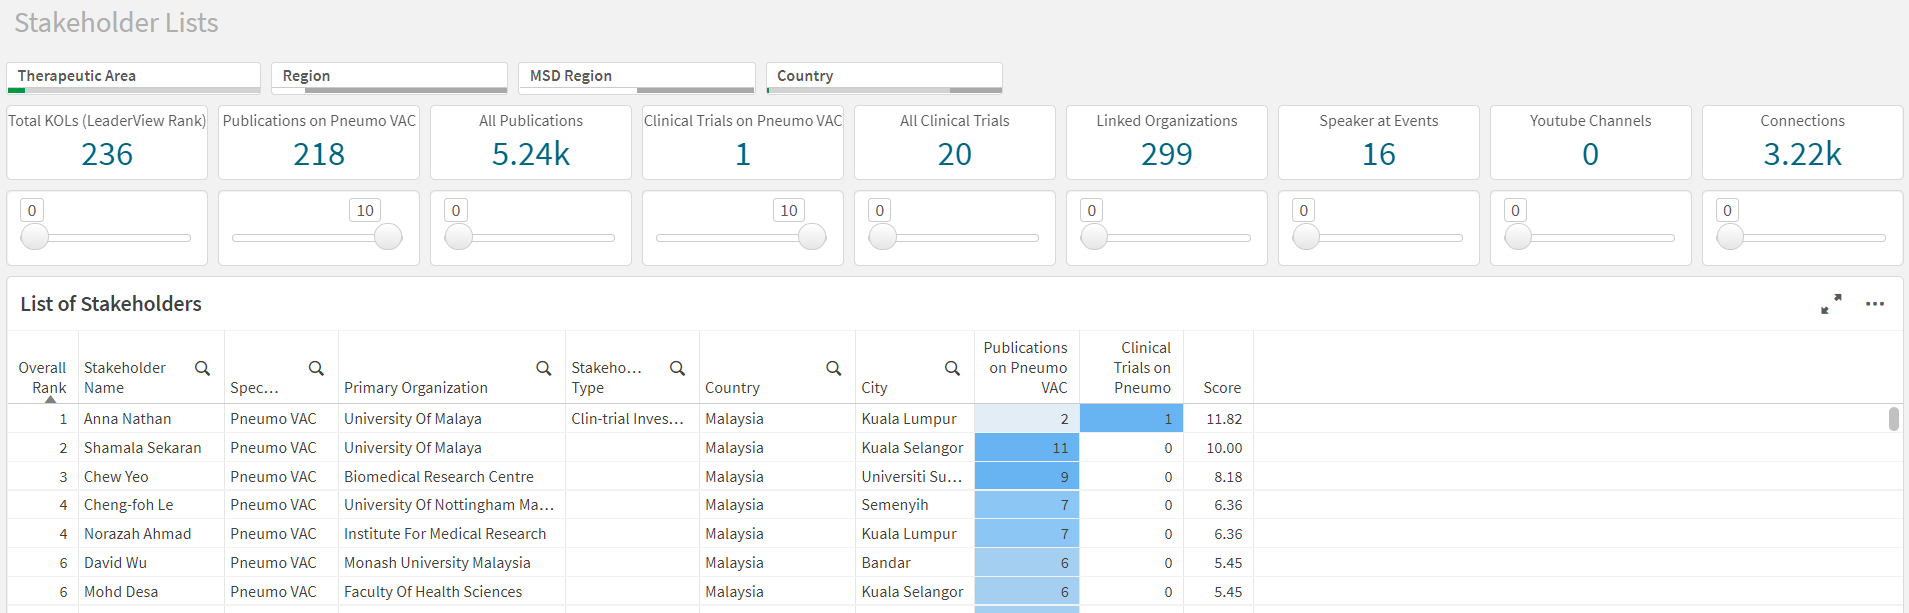 Stakeholder Lists
Therapeutic Area Region MSD Region Country
Total KOLs (LeaderView Rank) Publications on Pneumo VAC All Publications Clinical Trials on Pneumo VAC All Clinical Trials Linked Organizations Speaker at Events Youtube Channels Connections
236 218 5.24k 1 20 299 16 0 3.22k
0 10 0 10 0 0 0 0 0
List of Stakeholders
Overall Rank Stakeholder Name Spec... Primary Organization Stakeho... Type Country City Publications on Pneumo VAC Clinical Trials on Pneumo Score
1 Anna Nathan Pneumo VAC University Of Malaya Clin-trial Inves... Malaysia Kuala Lumpur 2 1 11.82
2 Shamala Sekaran Pneumo VAC University Of Malaya Malaysia Kuala Selangor 11 0 10.00
3 Chew Yeo Pneumo VAC Biomedical Research Centre Malaysia Universiti Su... 9 0 8.18
4 Cheng-foh Le Pneumo VAC University Of Nottingham Ma... Malaysia Semenyih 7 0 6.36
4 Norazah Ahmad Pneumo VAC Institute For Medical Research Malaysia Kuala Lumpur 7 0 6.36
6 David Wu Pneumo VAC Monash University Malaysia Malaysia Bandar 6 0 5.45
6 Mohd Desa Pneumo VAC Faculty Of Health Sciences Malaysia Kuala Selangor 6 0 5.45